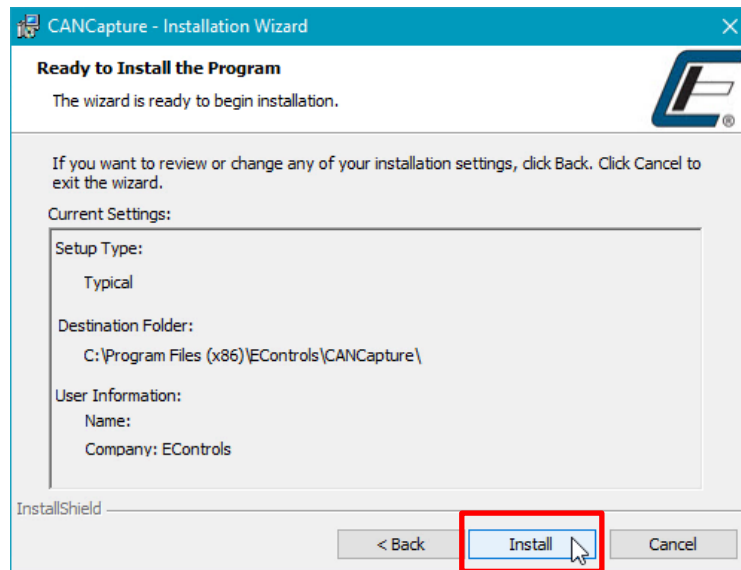 CANCapture - Installation Wizard
Ready to Install the Program
The wizard is ready to begin installation.
®
If you want to review or change any of your installation settings, click Back. Click Cancel to
exit the wizard.
Current Settings:
Setup Type:
Typical
Destination Folder:
C:\Program Files (x86)\EControls\CANCapture\
User Information:
Name:
Company: EControls
InstallShield
< Back
Install
Cancel